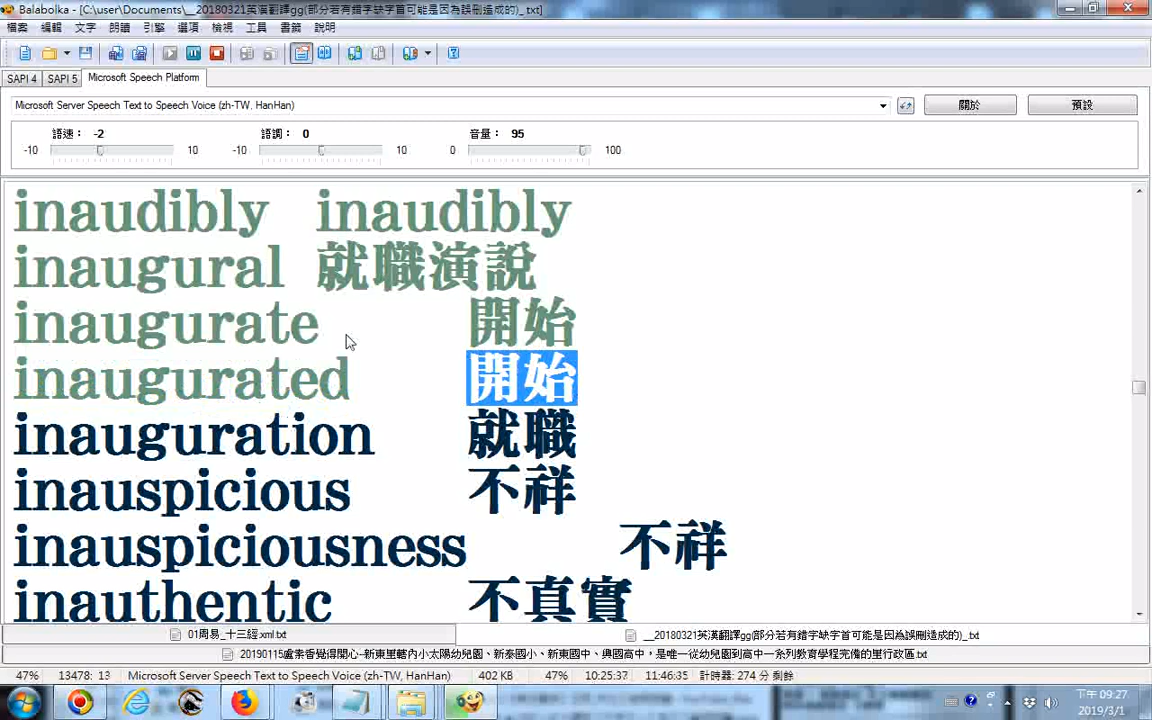 Balabolka - [C:\user\Documents\__20180321英漢翻譯gg(部分若有錯字缺字首可能是因為誤刪造成的)_.txt]
檔案 編輯 文字 朗讀 引擎 選項 檢視 工具 書籤 說明
SAPI 4 SAPI 5 Microsoft Speech Platform
Microsoft Server Speech Text to Speech Voice (zh-TW, HanHan) 關於 預設
語速： -2 語調： 0 音量： 95
-10 10 -10 10 0 100
inaudibly inaudibly
inaugural 就職演說
inaugurate 開始
inaugurated 開始
inauguration 就職
inauspicious 不祥
inauspiciousness 不祥
inauthentic 不真實
01周易_十三經.xml.txt __20180321英漢翻譯gg(部分若有錯字缺字首可能是因為誤刪造成的)_.txt
20190115盧素香覺得開心-新東里轄內小太陽幼兒園、新泰國小、新東國中、興國高中，是唯一從幼兒園到高中一系列教育學程完備的里行政區.txt
47% 13478: 13 Microsoft Server Speech Text to Speech Voice (zh-TW, HanHan) 402 KB 47% 10:25:37 11:46:35 計時器: 274 分 剩餘
下午 09:27
2019/3/1